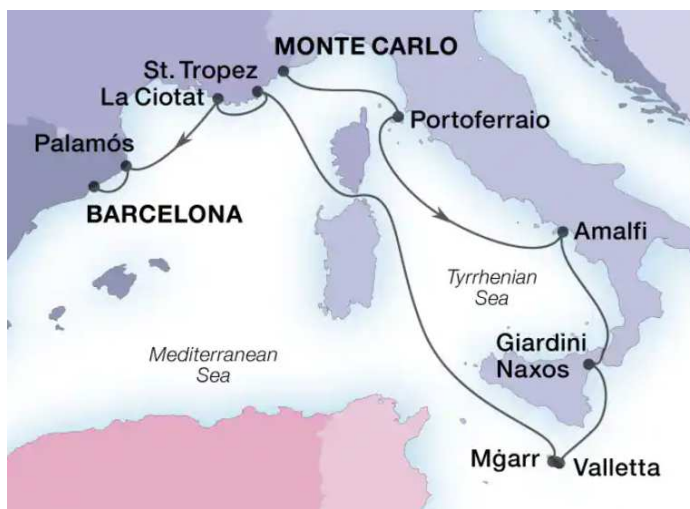 MONTE CARLO
St. Tropez
La Ciotat
Portoferraio
Palamós
BARCELONA
Amalfi
Tyrrhenian
Sea
Giardini
Naxos
Mediterranean
Sea
Mġarr
Valletta